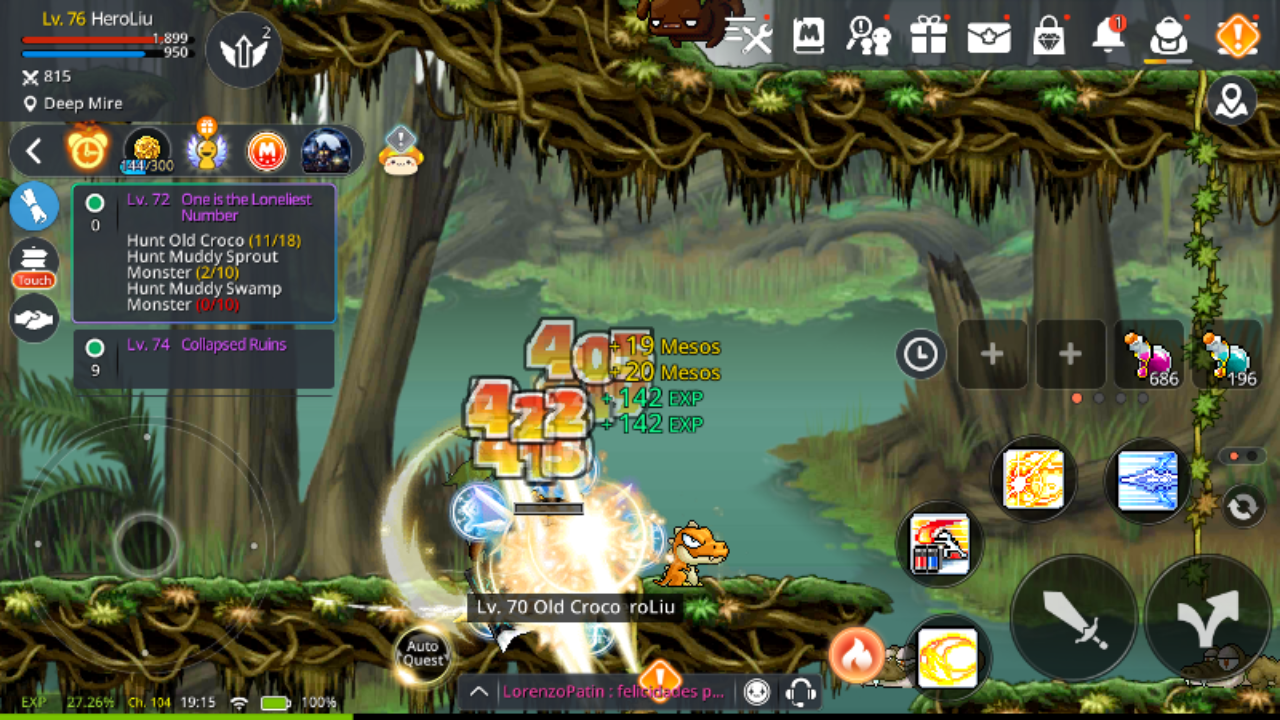 Lv. 76 HeroLiu
2
1,899
950
815
Deep Mire
1
144/300
Lv. 72 One is the Loneliest
Number
0
Hunt Old Croco (11/18)
Hunt Muddy Sprout
Monster (2/10)
Hunt Muddy Swamp
Monster (0/10)
Touch
Lv. 74 Collapsed Ruins
9
+ 19 Mesos
+ 20 Mesos
+ 142 EXP
+ 142 EXP
422
415
686
196
Lv. 70 Old Croco roLiu
Auto
Quest
LorenzoPatin : felicidades p...
EXP 27.26% Ch. 104 19:15 100%